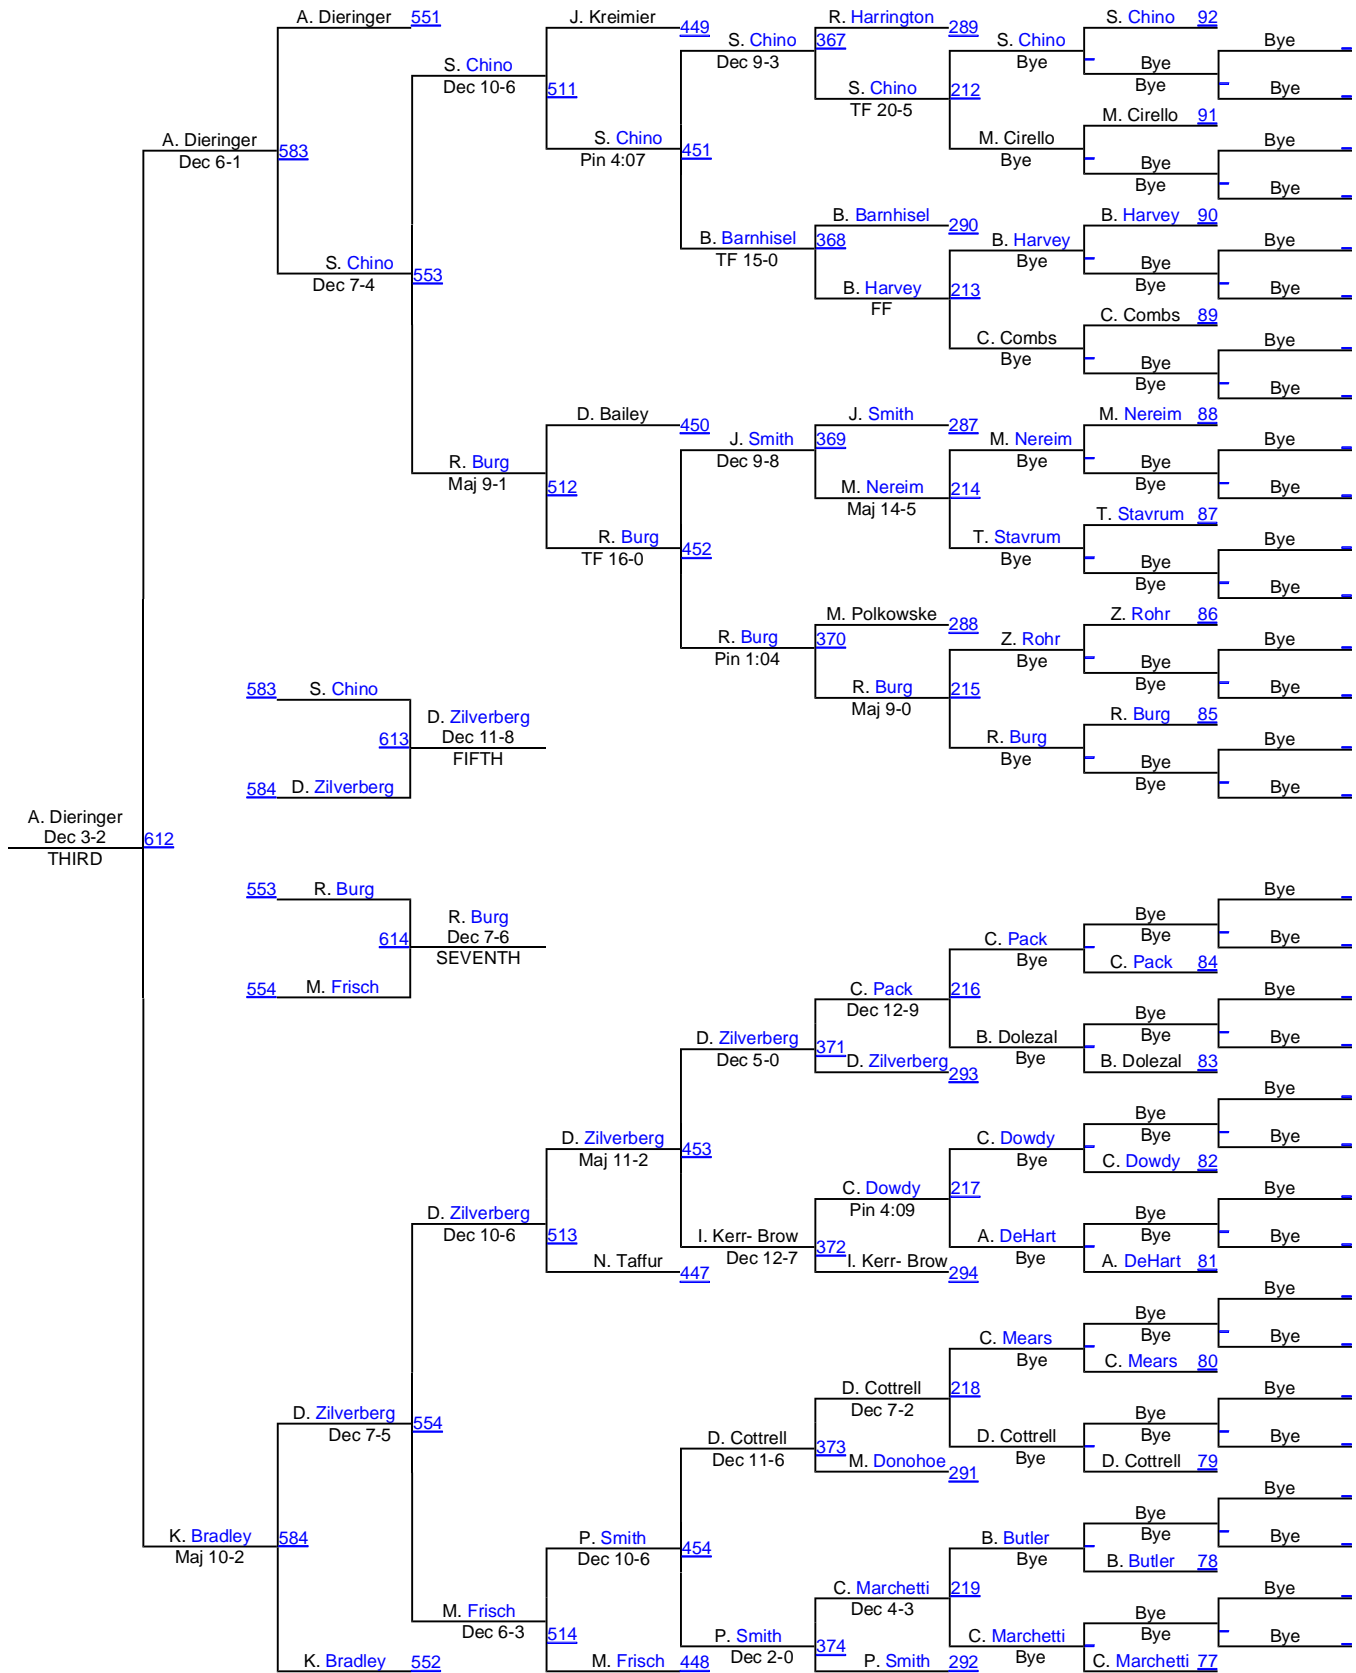 A. Dieringer 551
J. Kreimier 449
R. Harrington 289
S. Chino 92
S. Chino 367
Dec 9-3
S. Chino
Bye
Bye
S. Chino
Dec 10-6
511
S. Chino 212
TF 20-5
Bye
Bye
Bye
M. Cirello 91
A. Dieringer 583
Dec 6-1
S. Chino 451
Pin 4:07
M. Cirello
Bye
Bye
Bye
Bye
Bye
B. Barnhisel 290
B. Harvey 90
B. Barnhisel 368
TF 15-0
B. Harvey
Bye
Bye
S. Chino 553
Dec 7-4
B. Harvey 213
FF
Bye
Bye
Bye
C. Combs 89
C. Combs
Bye
Bye
Bye
Bye
Bye
D. Bailey 450
J. Smith 287
M. Nereim 88
J. Smith 369
Dec 9-8
M. Nereim
Bye
Bye
R. Burg 512
Maj 9-1
M. Nereim 214
Maj 14-5
Bye
Bye
Bye
T. Stavrum 87
R. Burg 452
TF 16-0
T. Stavrum
Bye
Bye
Bye
Bye
Bye
M. Polkowske 288
Z. Rohr 86
R. Burg 370
Pin 1:04
Z. Rohr
Bye
Bye
583 S. Chino
R. Burg 215
Maj 9-0
Bye
Bye
Bye
D. Zilverberg
613 Dec 11-8
FIFTH
R. Burg 85
R. Burg
Bye
Bye
584 D. Zilverberg
Bye
Bye
Bye
A. Dieringer
Dec 3-2 612
THIRD
553 R. Burg
Bye
R. Burg
614 Dec 7-6
SEVENTH
C. Pack
Bye
Bye
Bye
Bye
C. Pack 84
554 M. Frisch
C. Pack 216
Dec 12-9
Bye
D. Zilverberg 371
Dec 5-0
D. Zilverberg 293
B. Dolezal
Bye
Bye
Bye
Bye
B. Dolezal 83
Bye
D. Zilverberg 453
Maj 11-2
C. Dowdy
Bye
Bye
Bye
Bye
C. Dowdy 82
D. Zilverberg 513
Dec 10-6
C. Dowdy 217
Pin 4:09
Bye
I. Kerr- Brow 372
Dec 12-7
A. DeHart
Bye
Bye
Bye
Bye
N. Taffur 447
I. Kerr- Brow 294
A. DeHart 81
Bye
C. Mears
Bye
Bye
Bye
Bye
C. Mears 80
D. Zilverberg 554
Dec 7-5
D. Cottrell 218
Dec 7-2
Bye
D. Cottrell 373
Dec 11-6
M. Donohoe 291
D. Cottrell
Bye
Bye
Bye
Bye
D. Cottrell 79
Bye
K. Bradley 584
Maj 10-2
P. Smith 454
Dec 10-6
B. Butler
Bye
Bye
Bye
Bye
B. Butler 78
M. Frisch 514
Dec 6-3
C. Marchetti 219
Dec 4-3
Bye
P. Smith 374
Dec 2-0
C. Marchetti
Bye
Bye
Bye
Bye
K. Bradley 552
M. Frisch 448
P. Smith 292
C. Marchetti 77